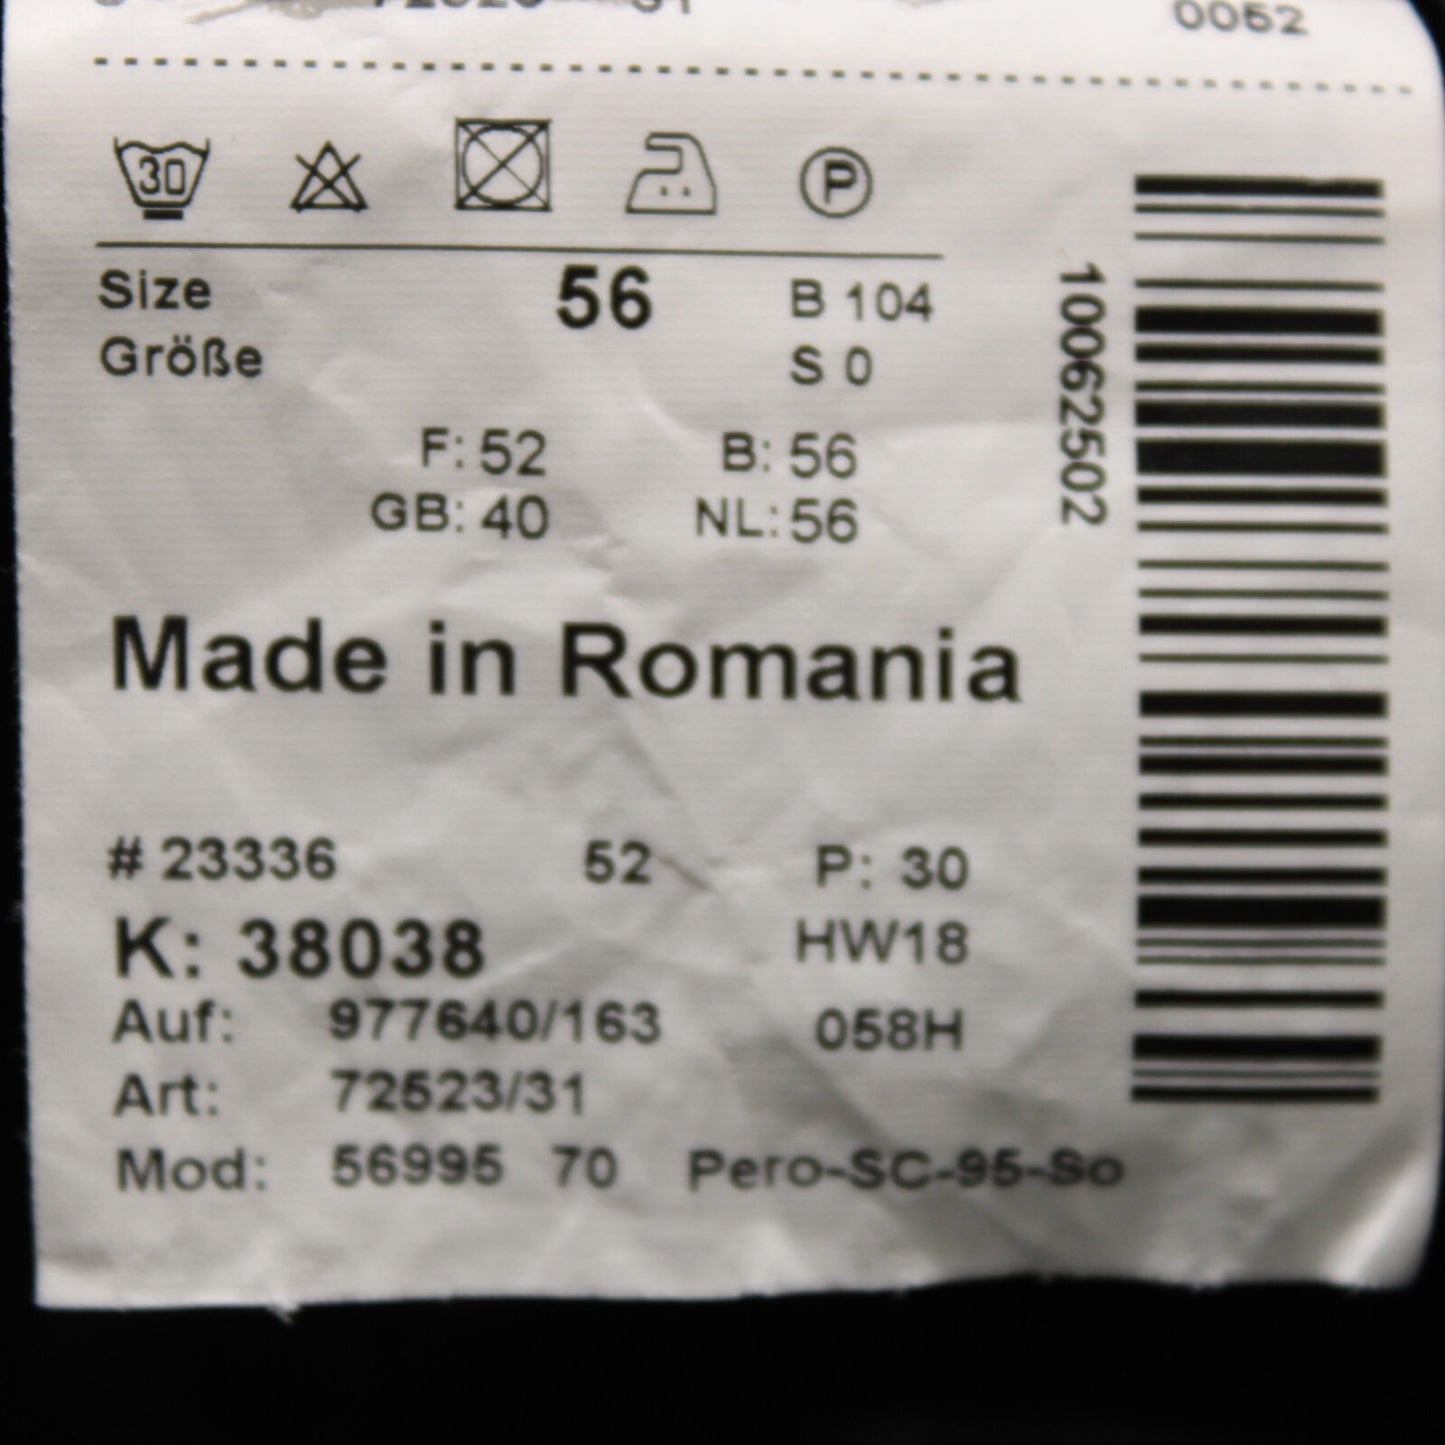 0052
30
P
Size 56 B 104
Größe S 0
F: 52 B: 56
GB: 40 NL: 56
10062502
Made in Romania
# 23336 52 P: 30
K: 38038 HW18
Auf: 977640/163 058H
Art: 72523/31
Mod: 56995 70 Pero-SC-95-So